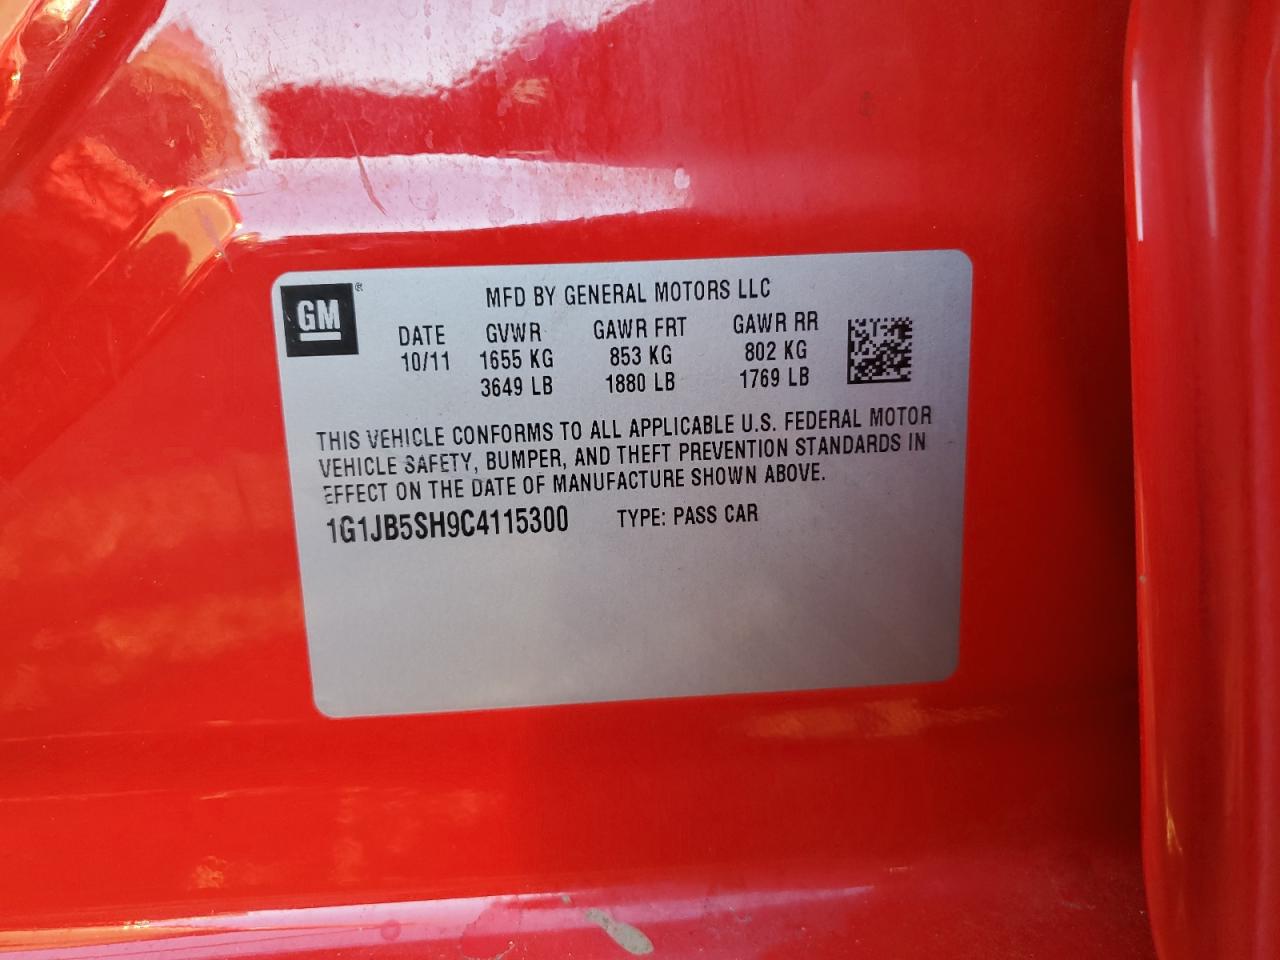 GM ®
MFD BY GENERAL MOTORS LLC
DATE GVWR GAWR FRT GAWR RR
10/11 1655 KG 853 KG 802 KG
3649 LB 1880 LB 1769 LB
THIS VEHICLE CONFORMS TO ALL APPLICABLE U.S. FEDERAL MOTOR
VEHICLE SAFETY, BUMPER, AND THEFT PREVENTION STANDARDS IN
EFFECT ON THE DATE OF MANUFACTURE SHOWN ABOVE.
1G1JB5SH9C4115300 TYPE: PASS CAR